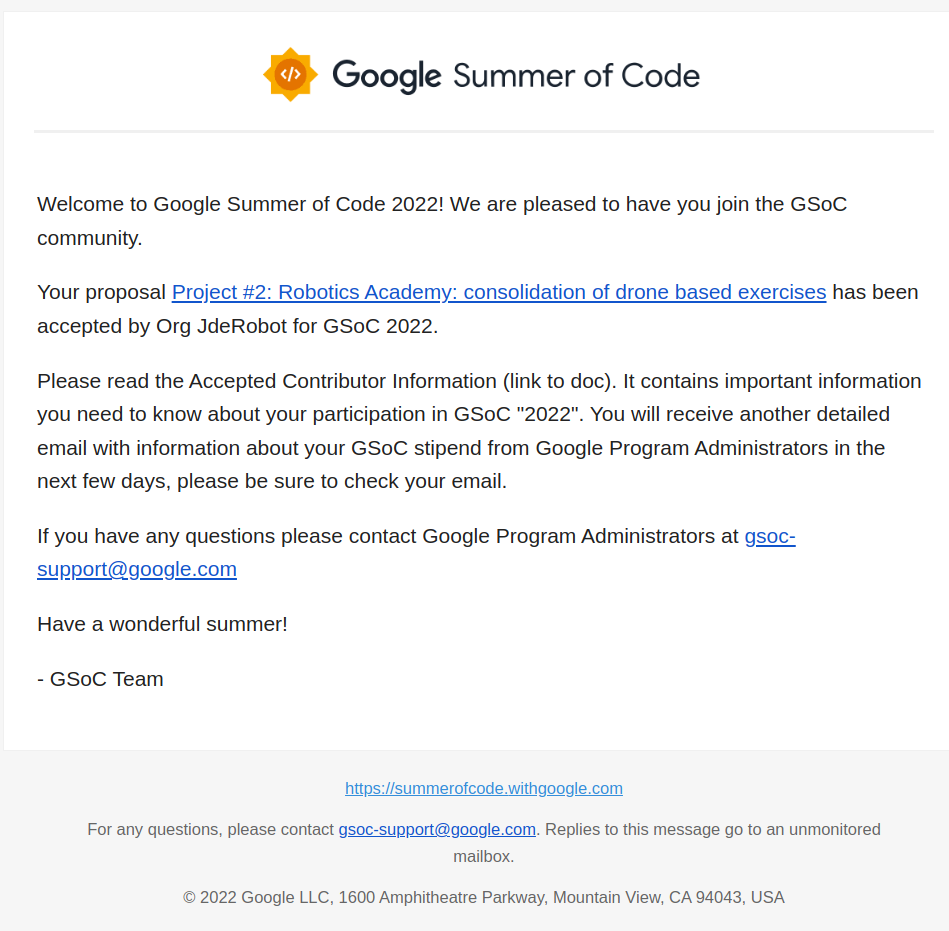 </> Google Summer of Code
Welcome to Google Summer of Code 2022! We are pleased to have you join the GSoC
community.
Your proposal Project #2: Robotics Academy: consolidation of drone based exercises has been
accepted by Org JdeRobot for GSoC 2022.
Please read the Accepted Contributor Information (link to doc). It contains important information
you need to know about your participation in GSoC "2022". You will receive another detailed
email with information about your GSoC stipend from Google Program Administrators in the
next few days, please be sure to check your email.
If you have any questions please contact Google Program Administrators at gsoc-
support@google.com
Have a wonderful summer!
- GSoC Team
https://summerofcode.withgoogle.com
For any questions, please contact gsoc-support@google.com. Replies to this message go to an unmonitored
mailbox.
© 2022 Google LLC, 1600 Amphitheatre Parkway, Mountain View, CA 94043, USA